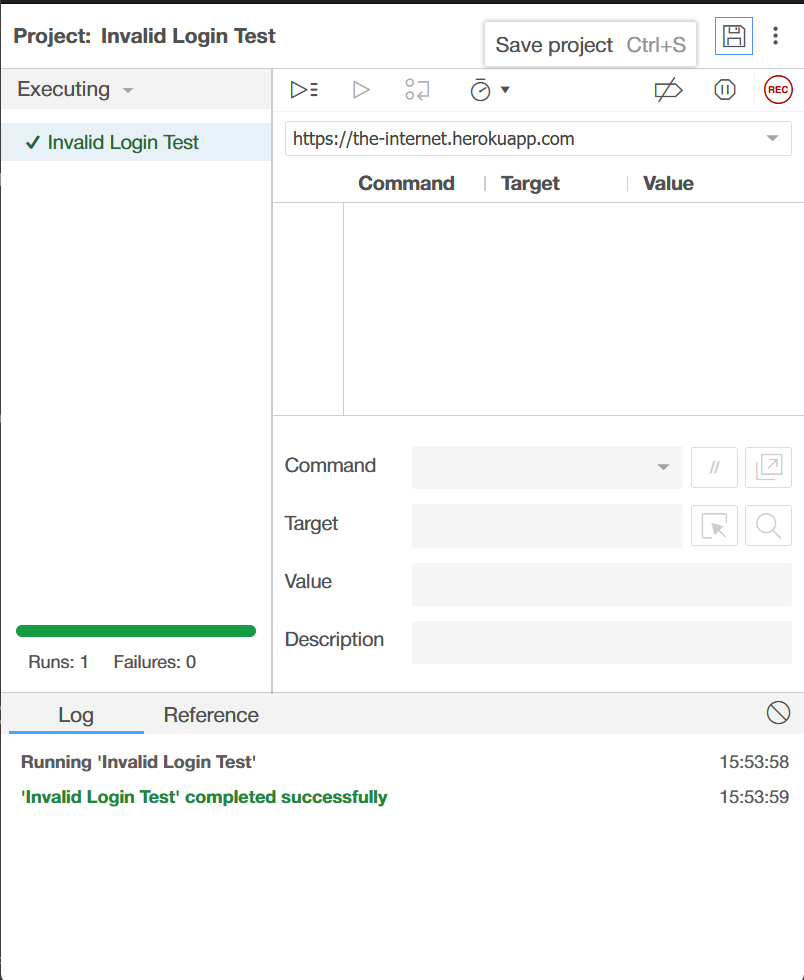 Project: Invalid Login Test
Save project Ctrl+S
Executing
REC
✓ Invalid Login Test
https://the-internet.herokuapp.com
Command Target Value
Command
//
Target
Value
Description
Runs: 1 Failures: 0
Log Reference
Running 'Invalid Login Test' 15:53:58
'Invalid Login Test' completed successfully 15:53:59